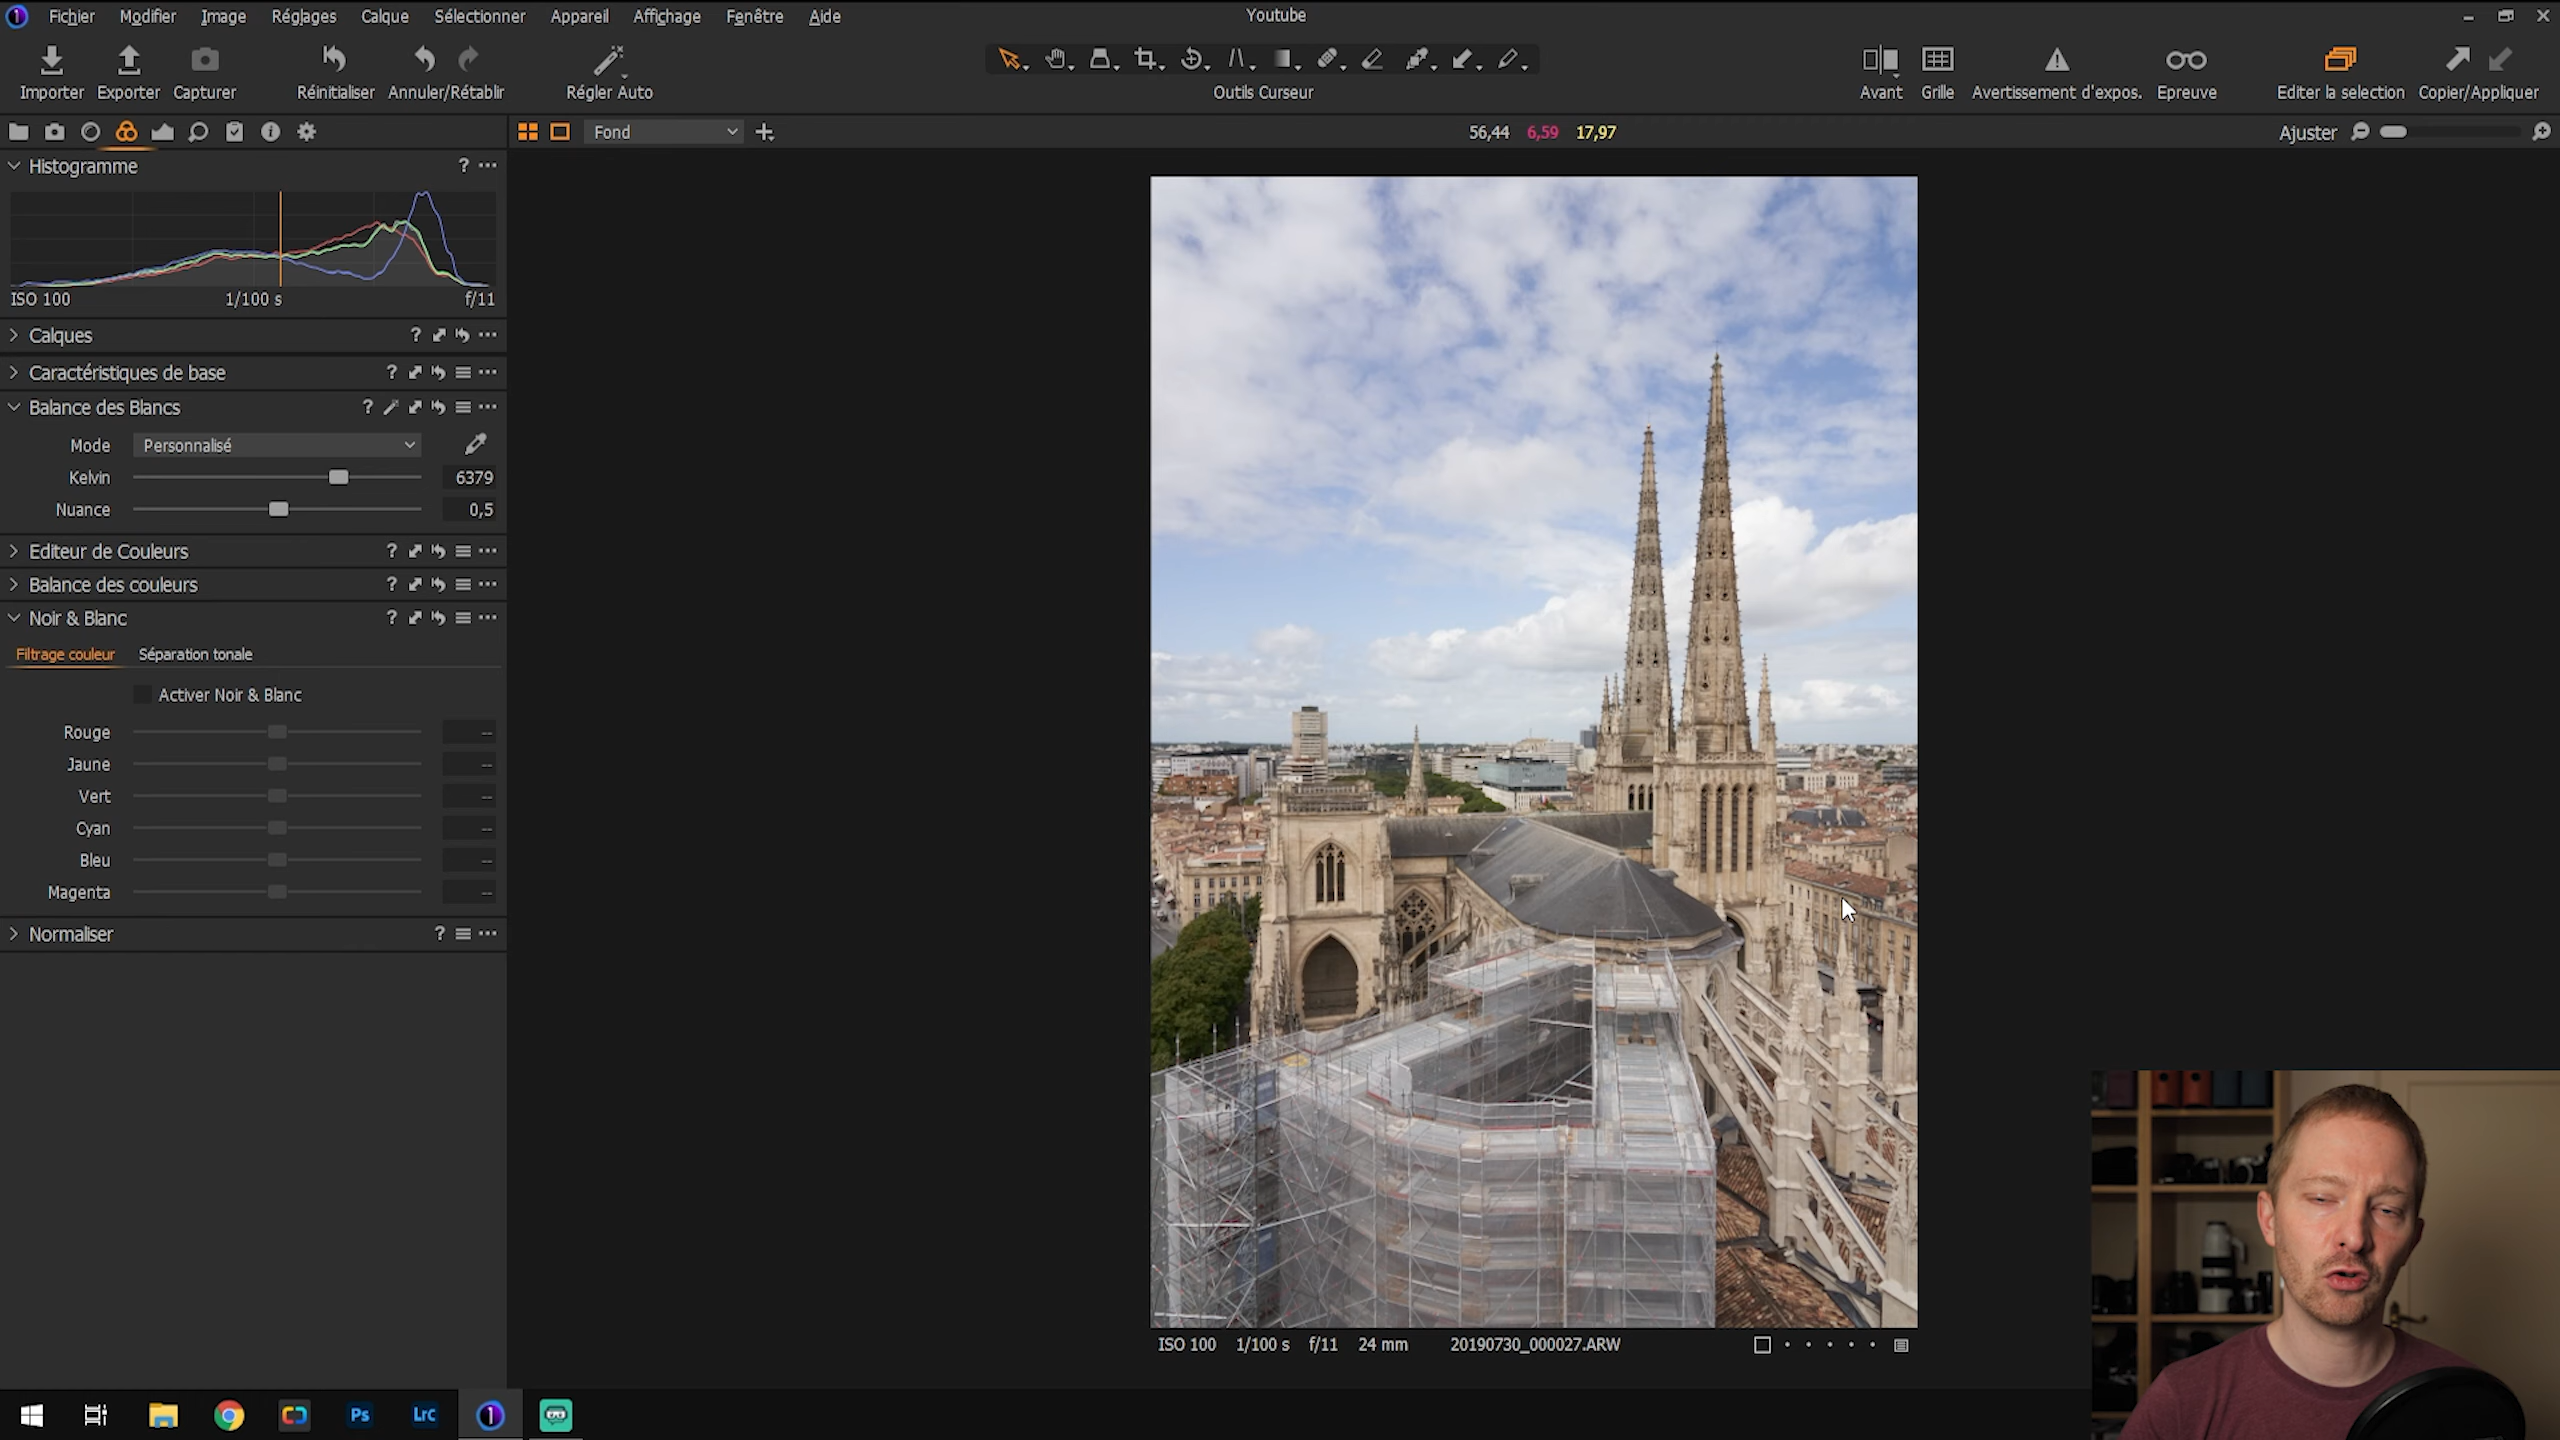 Fichier Modifier Image Réglages Calque Sélectionner Appareil Affichage Fenêtre Aide
Youtube
Importer Exporter Capturer Réinitialiser Annuler/Rétablir Régler Auto
Outils Curseur
Avant Grille Avertissement d'expos. Epreuve Editer la selection Copier/Appliquer
Fond
56,44 6,59 17,97
Ajuster
Histogramme
ISO 100 1/100 s f/11
Calques
Caractéristiques de base
Balance des Blancs
Mode Personnalisé
Kelvin 6379
Nuance 0,5
Editeur de Couleurs
Balance des couleurs
Noir & Blanc
Filtrage couleur Séparation tonale
Activer Noir & Blanc
Rouge --
Jaune --
Vert --
Cyan --
Bleu --
Magenta --
Normaliser
ISO 100 1/100 s f/11 24 mm 20190730_000027.ARW
Ps LrC 1